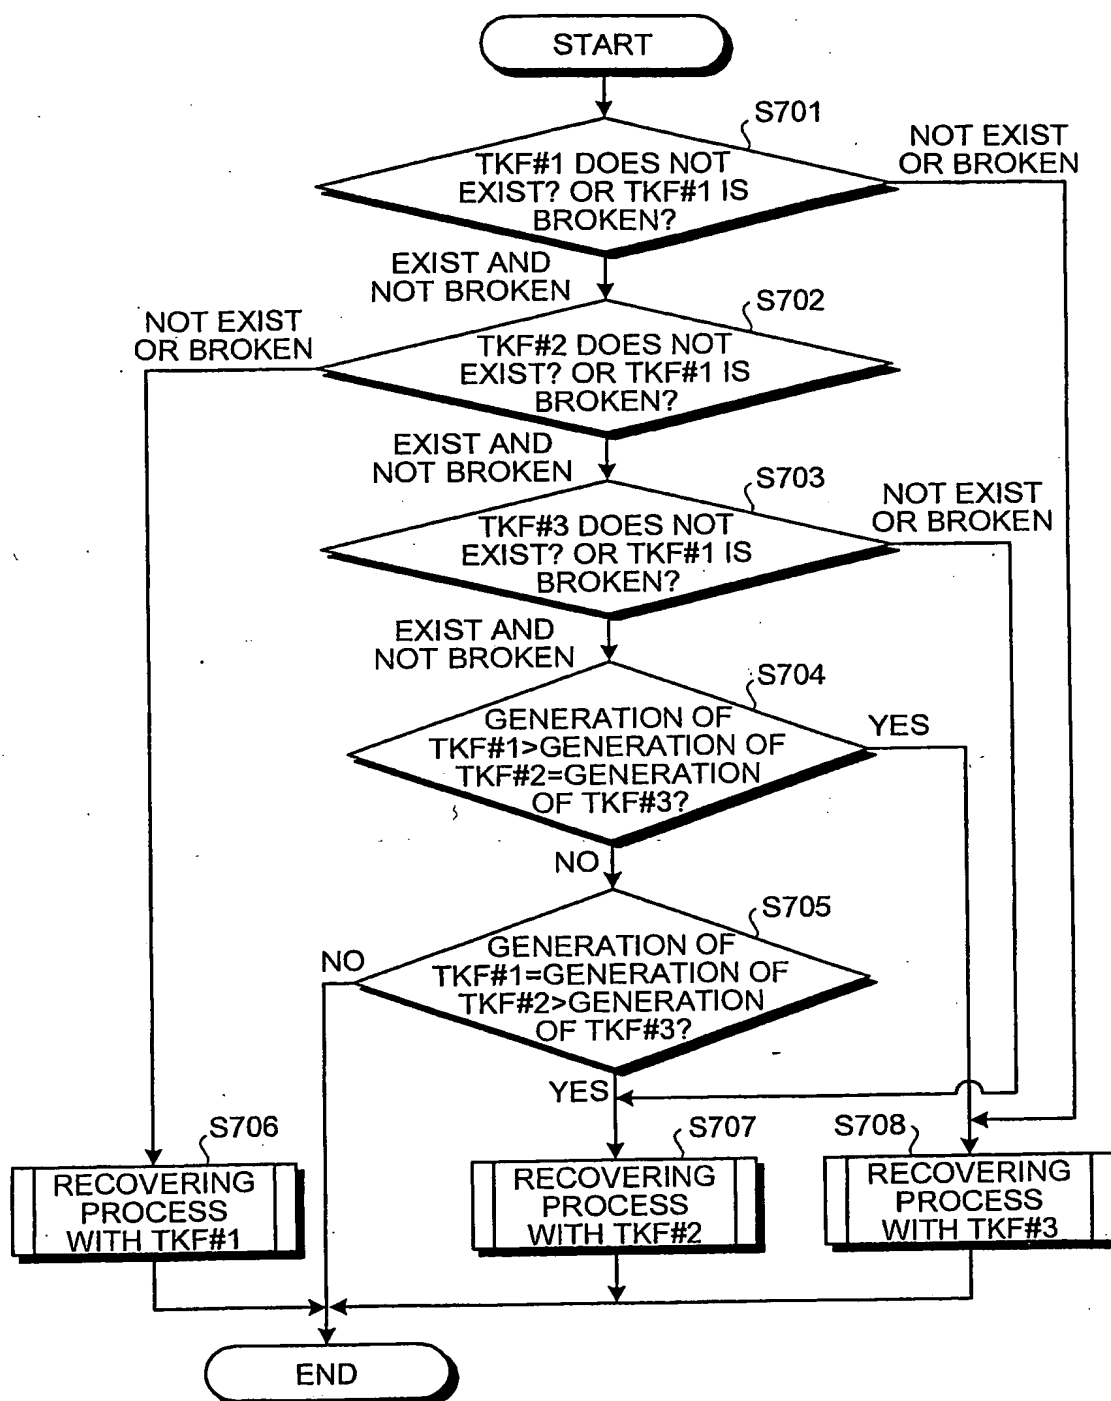 START
S701
TKF#1 DOES NOT
EXIST? OR TKF#1 IS
BROKEN?
NOT EXIST
OR BROKEN
EXIST AND
NOT BROKEN
S702
TKF#2 DOES NOT
EXIST? OR TKF#1 IS
BROKEN?
NOT EXIST
OR BROKEN
EXIST AND
NOT BROKEN
S703
TKF#3 DOES NOT
EXIST? OR TKF#1 IS
BROKEN?
NOT EXIST
OR BROKEN
EXIST AND
NOT BROKEN
S704
GENERATION OF
TKF#1>GENERATION OF
TKF#2=GENERATION
OF TKF#3?
YES
NO
S705
GENERATION OF
TKF#1=GENERATION OF
TKF#2>GENERATION
OF TKF#3?
NO
YES
S706
RECOVERING
PROCESS
WITH TKF#1
S707
RECOVERING
PROCESS
WITH TKF#2
S708
RECOVERING
PROCESS
WITH TKF#3
END